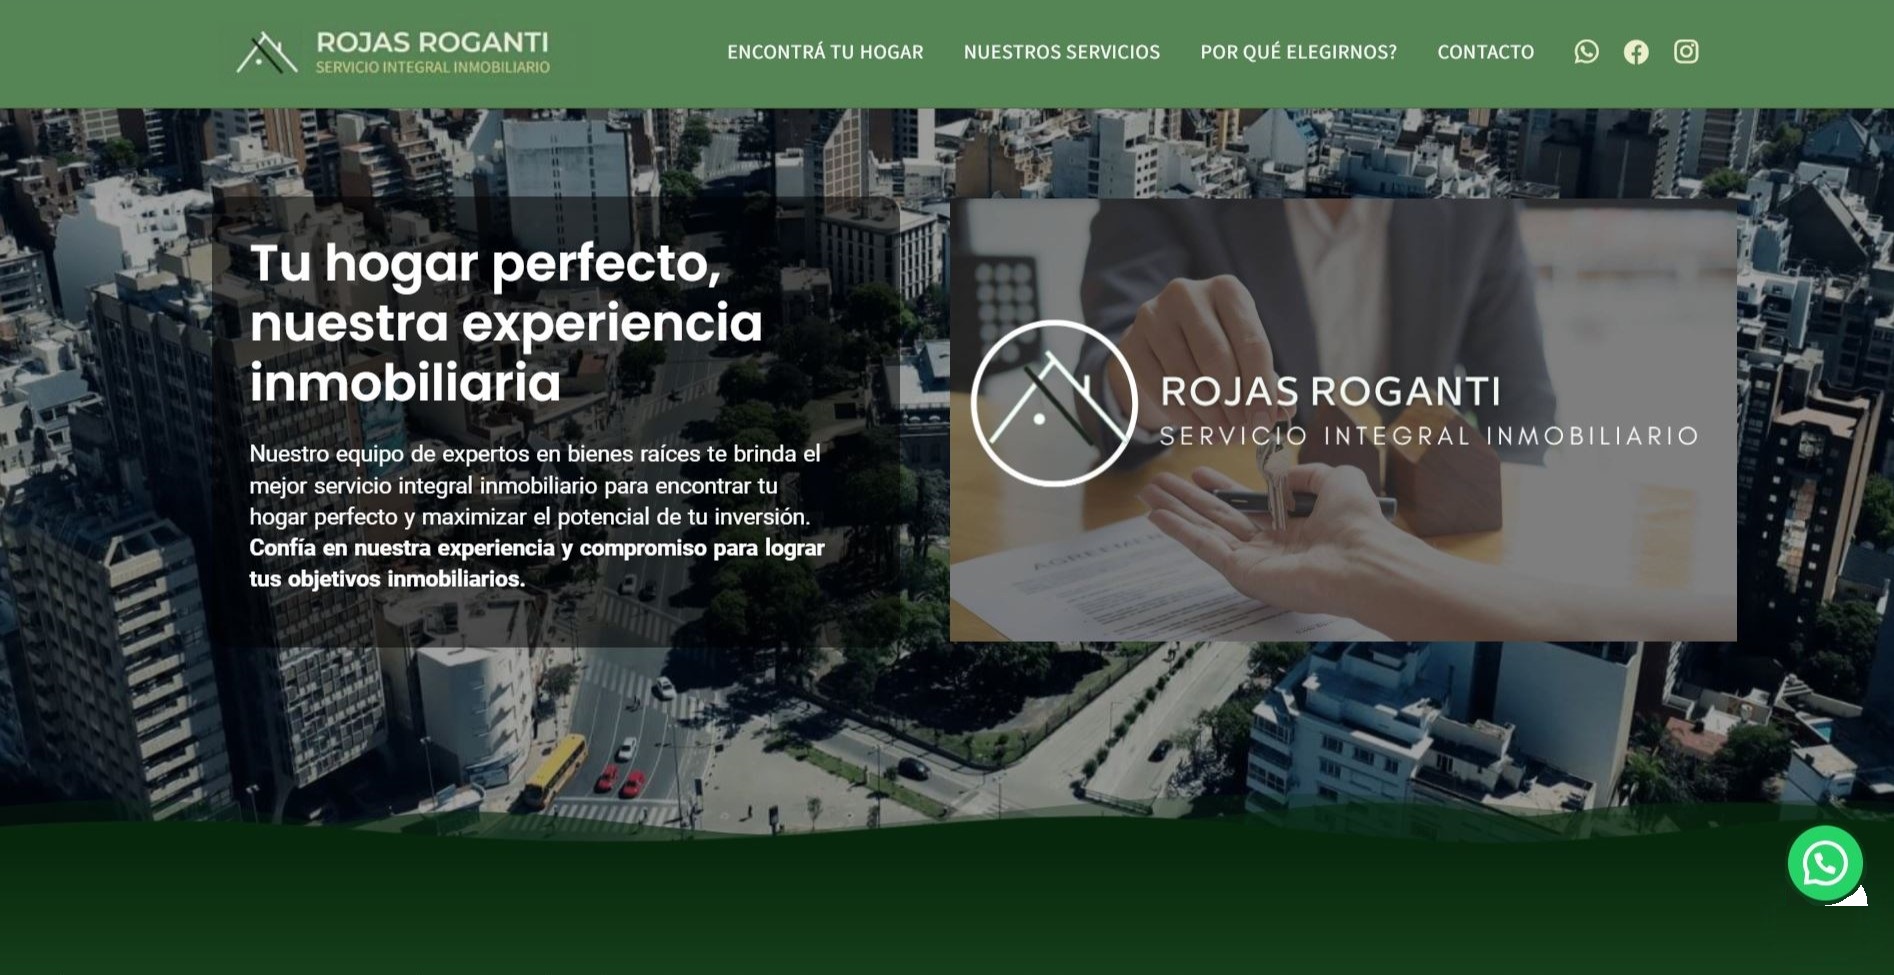 ROJAS ROGANTI
SERVICIO INTEGRAL INMOBILIARIO
ENCONTRÁ TU HOGAR
NUESTROS SERVICIOS
POR QUÉ ELEGIRNOS?
CONTACTO
Tu hogar perfecto,
nuestra experiencia
inmobiliaria
Nuestro equipo de expertos en bienes raíces te brinda el
mejor servicio integral inmobiliario para encontrar tu
hogar perfecto y maximizar el potencial de tu inversión.
Confía en nuestra experiencia y compromiso para lograr
tus objetivos inmobiliarios.
ROJAS ROGANTI
SERVICIO INTEGRAL INMOBILIARIO